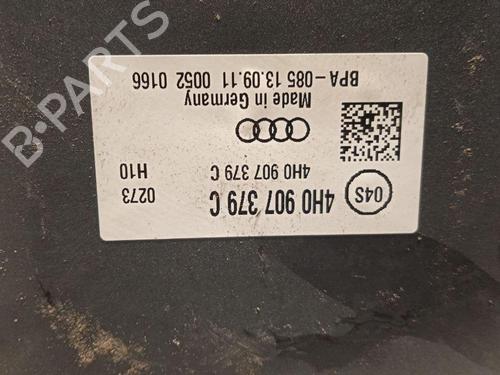 4H0 907 379 C
04S
4H0 907 379 C
0273
H10
Made in Germany
BPA-085 13.09.11 0052 0166
B-PARTS